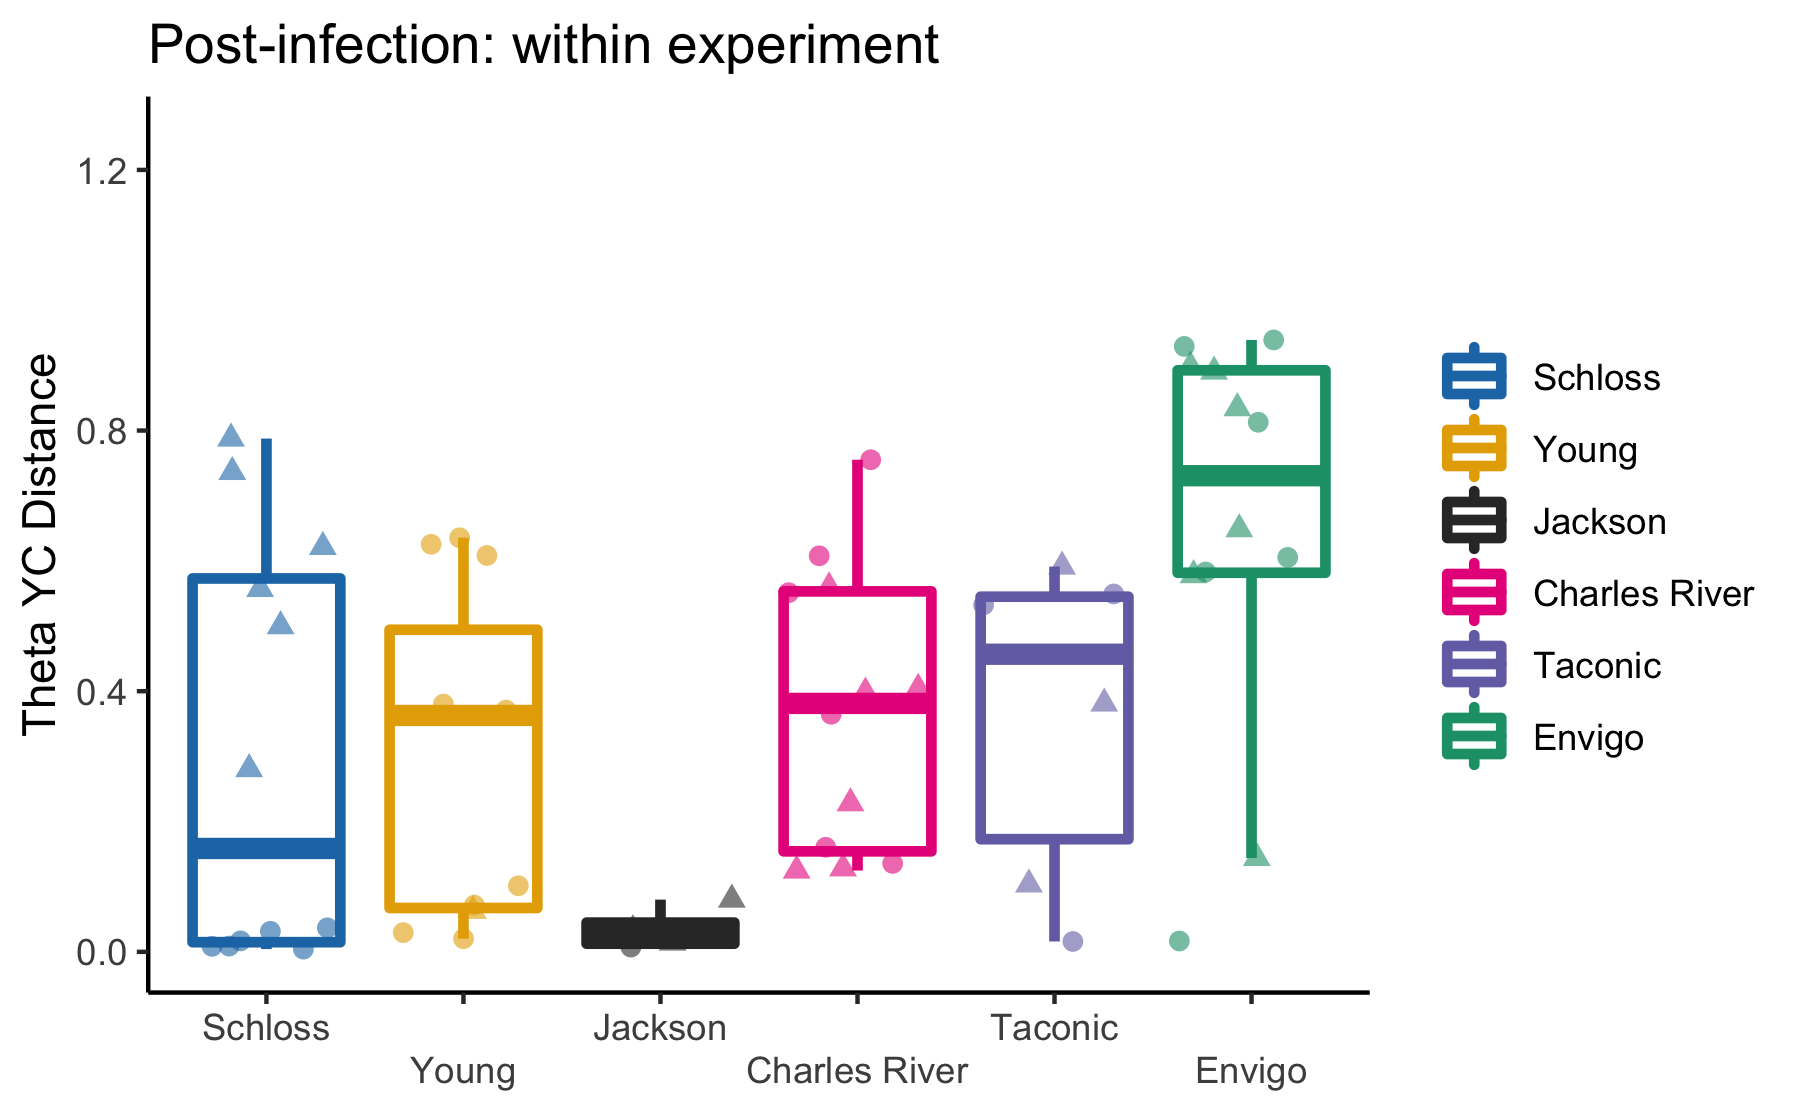 Post-infection: within experiment
Theta YC Distance
1.2
0.8
0.4
0.0
Schloss
Young
Jackson
Charles River
Taconic
Envigo
Schloss
Young
Jackson
Charles River
Taconic
Envigo